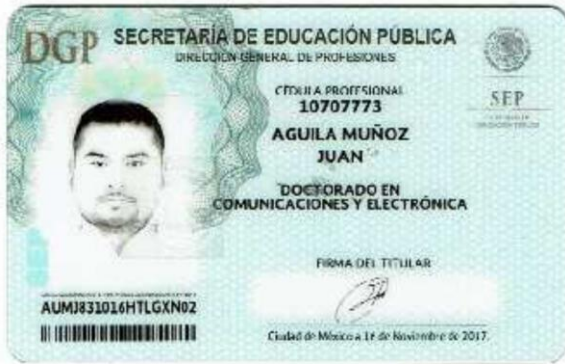 DGP
SECRETARÍA DE EDUCACIÓN PÚBLICA
DIRECCIÓN GENERAL DE PROFESIONES
CÉDULA PROFESIONAL
10707773
SEP
AGUILA MUÑOZ
JUAN
DOCTORADO EN
COMUNICACIONES Y ELECTRÓNICA
FIRMA DEL TITULAR
AUMJ831016HTLGXN02
Ciudad de México a de Noviembre de 2017.